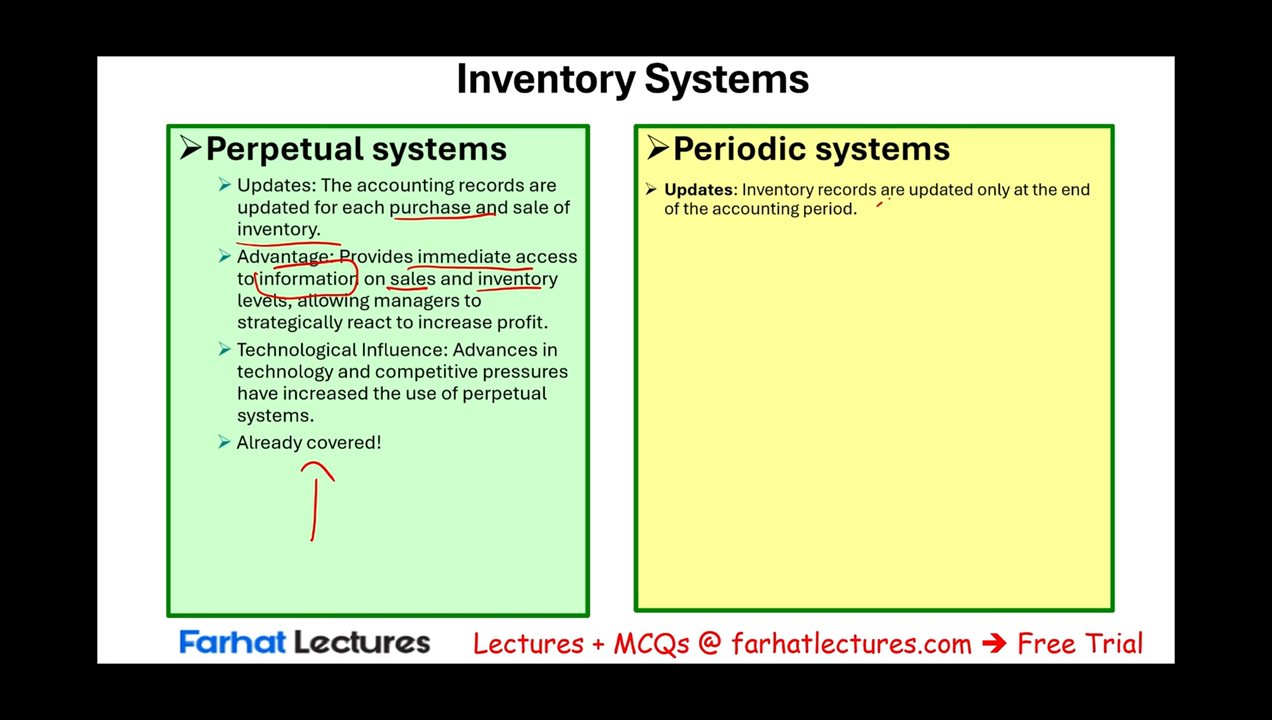 Inventory Systems
➢Perpetual systems
➢ Updates: The accounting records are
updated for each purchase and sale of
inventory.
➢ Advantage: Provides immediate access
to information on sales and inventory
levels, allowing managers to
strategically react to increase profit.
➢ Technological Influence: Advances in
technology and competitive pressures
have increased the use of perpetual
systems.
➢ Already covered!
➢Periodic systems
➢ Updates: Inventory records are updated only at the end
of the accounting period.
Farhat Lectures
Lectures + MCQs @ farhatlectures.com ➔ Free Trial